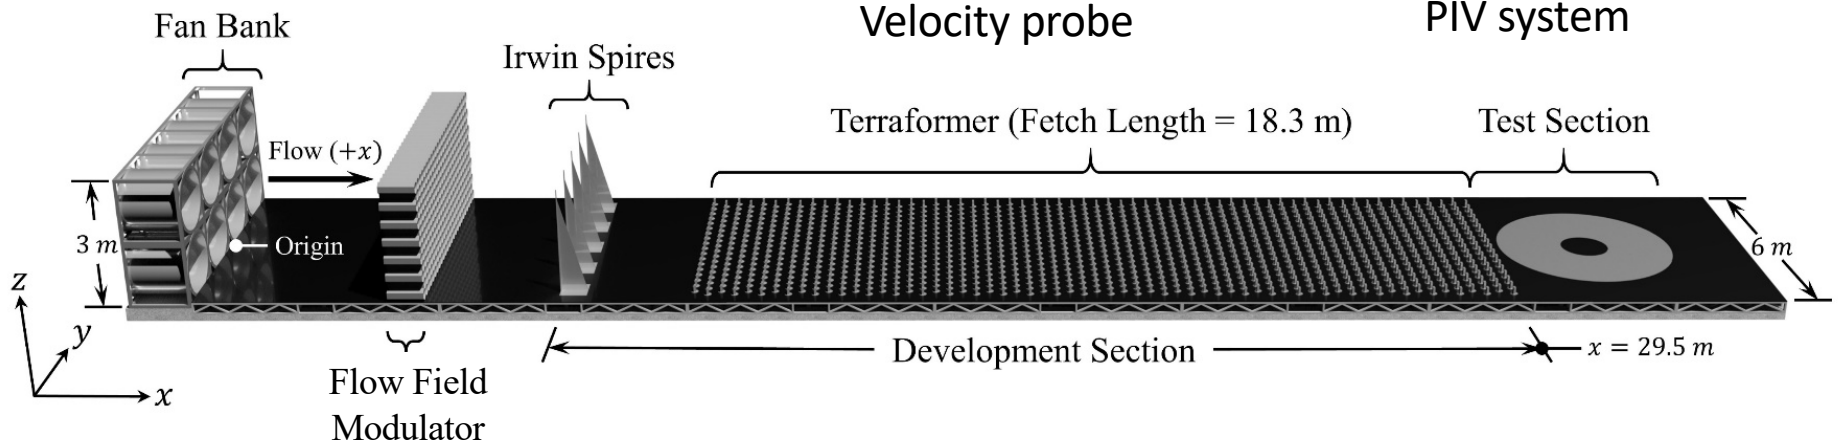 Velocity probe
PIV system
Fan Bank
Irwin Spires
Terraformer (Fetch Length = 18.3 m)
Test Section
Flow (+x)
3 m
Origin
6 m
z
y
x
Development Section
x = 29.5 m
Flow Field
Modulator